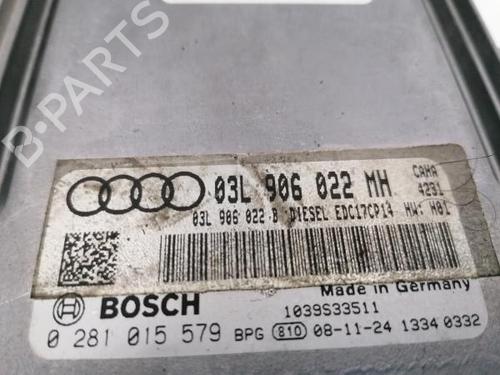 B-PARTS
03L 906 022 MH CAHA
4231
03L 906 022 B DIESEL EDC17CP14 HW: H01
Made in Germany
BOSCH 1039S33511
0 281 015 579 BPG 810 08-11-24 1334 0332